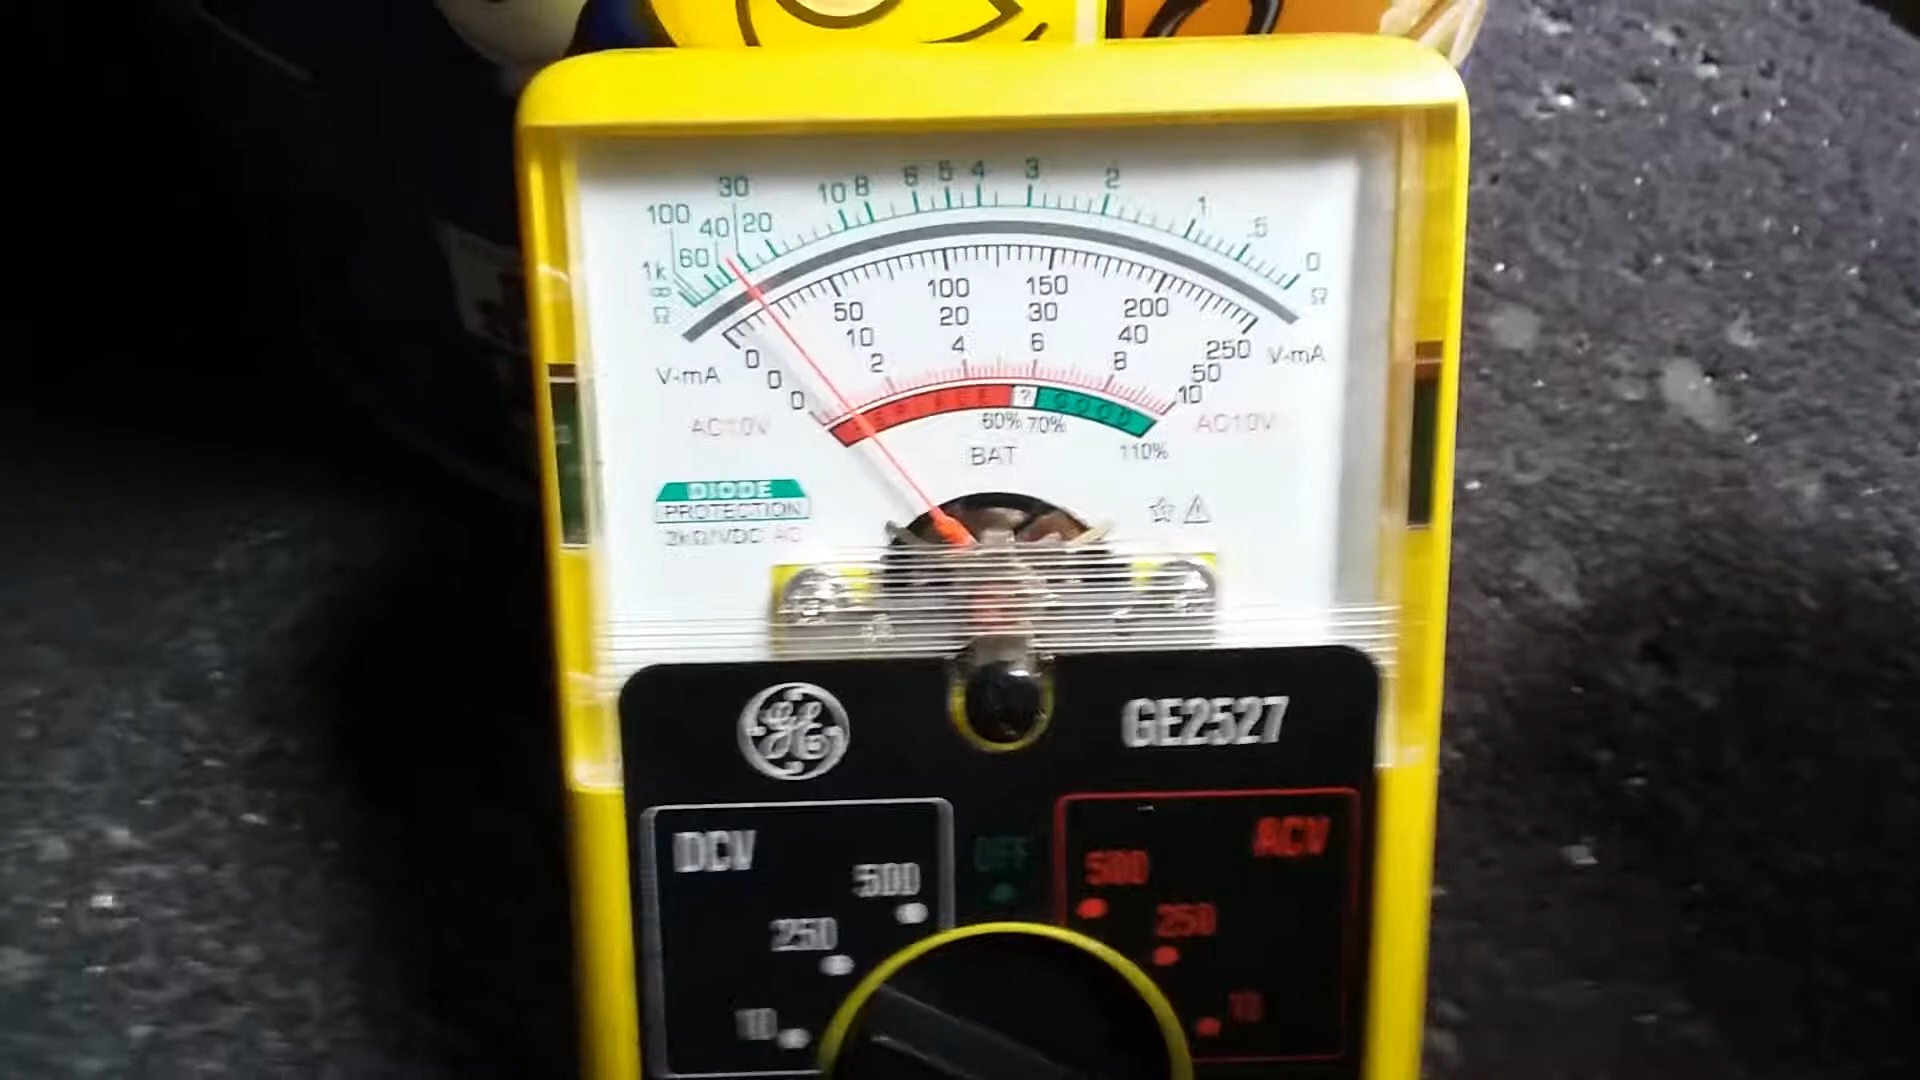 30
100 40 20 10 8 6 5 4 3 2 1 .5 0
60
1k
∞
Ω Ω
50 100 150 200 250
10 20 30 40 50
0 2 4 6 8 10
0
0
V-mA V-mA
AC10V AC10V
REPLACE ? GOOD
60% 70%
BAT 110%
DIODE
PROTECTION
2kΩ/VDC AC
GE GE2527
DCV OFF ACV
500 500
250 250
10 10